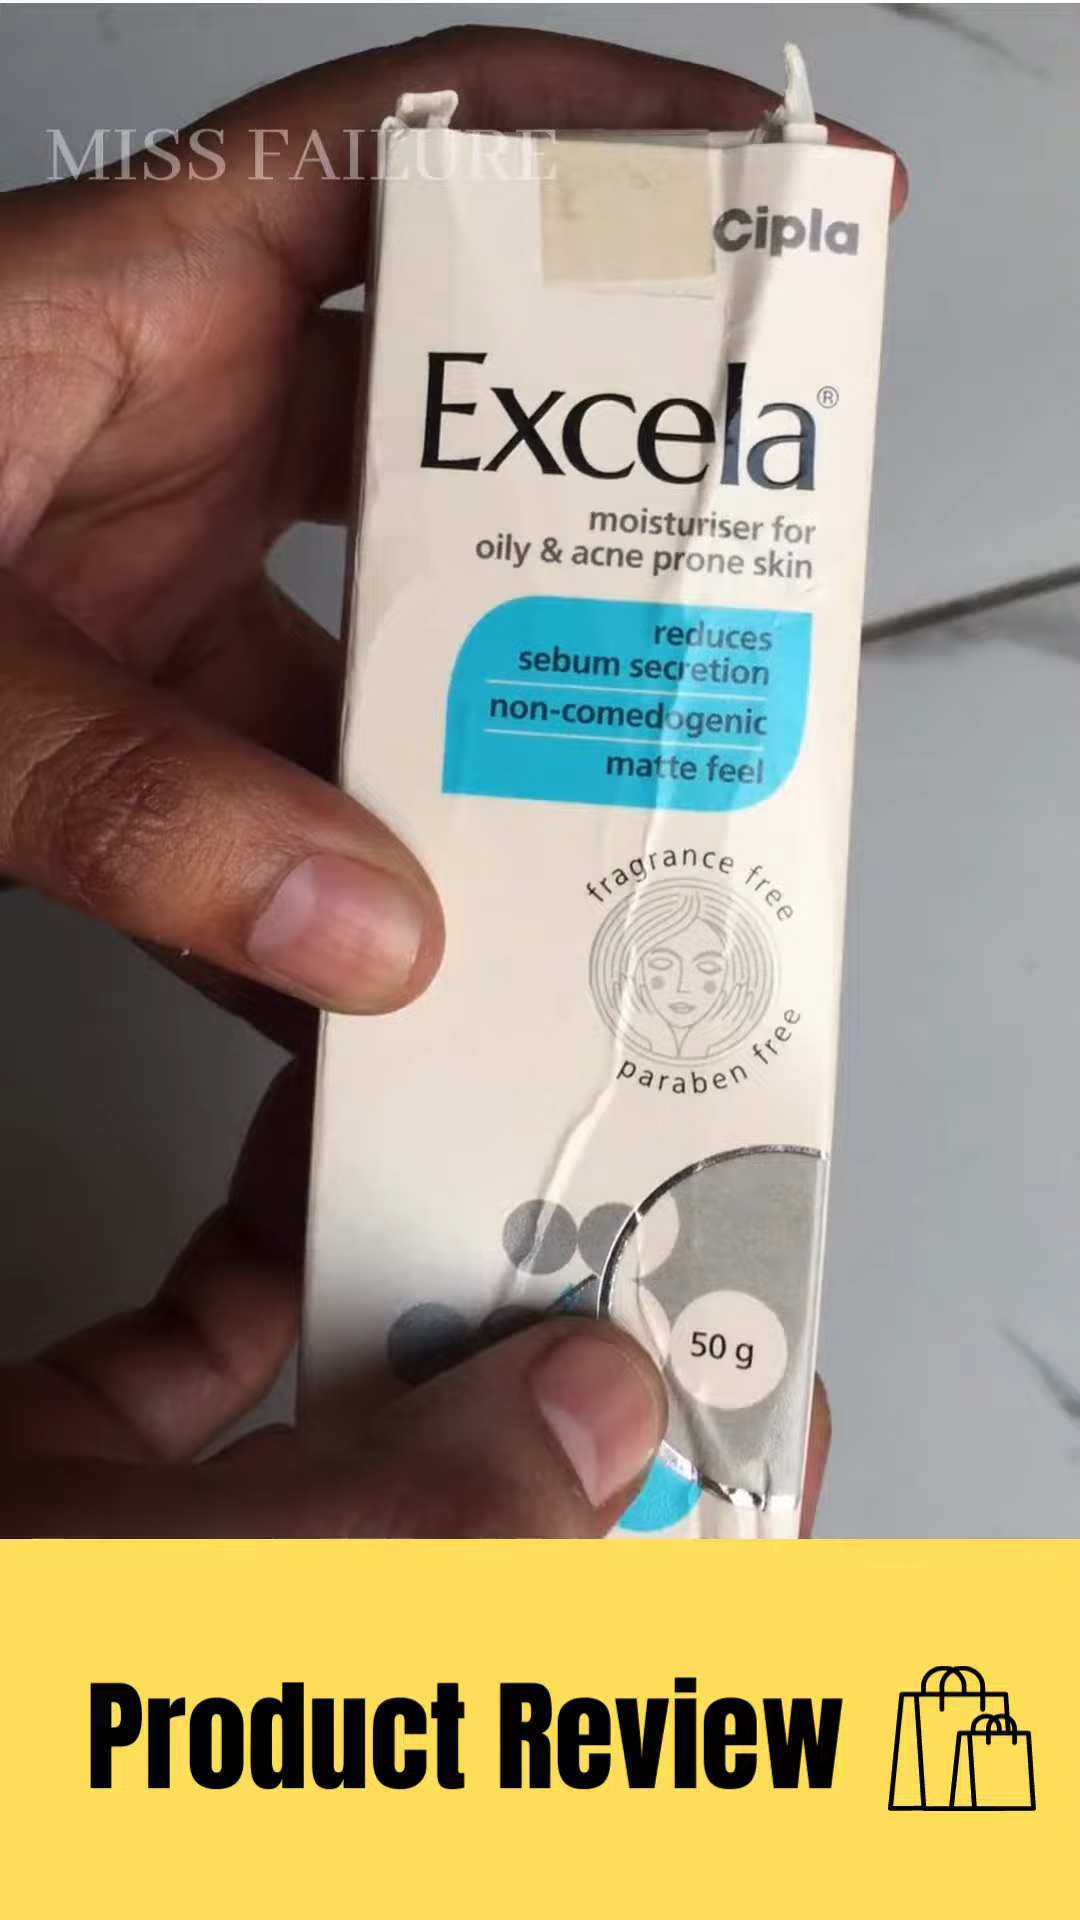 MISS FAILURE
Cipla
Excela®
moisturiser for
oily & acne prone skin
reduces
sebum secretion
non-comedogenic
matte feel
fragrance free
paraben free
50 g
Product Review